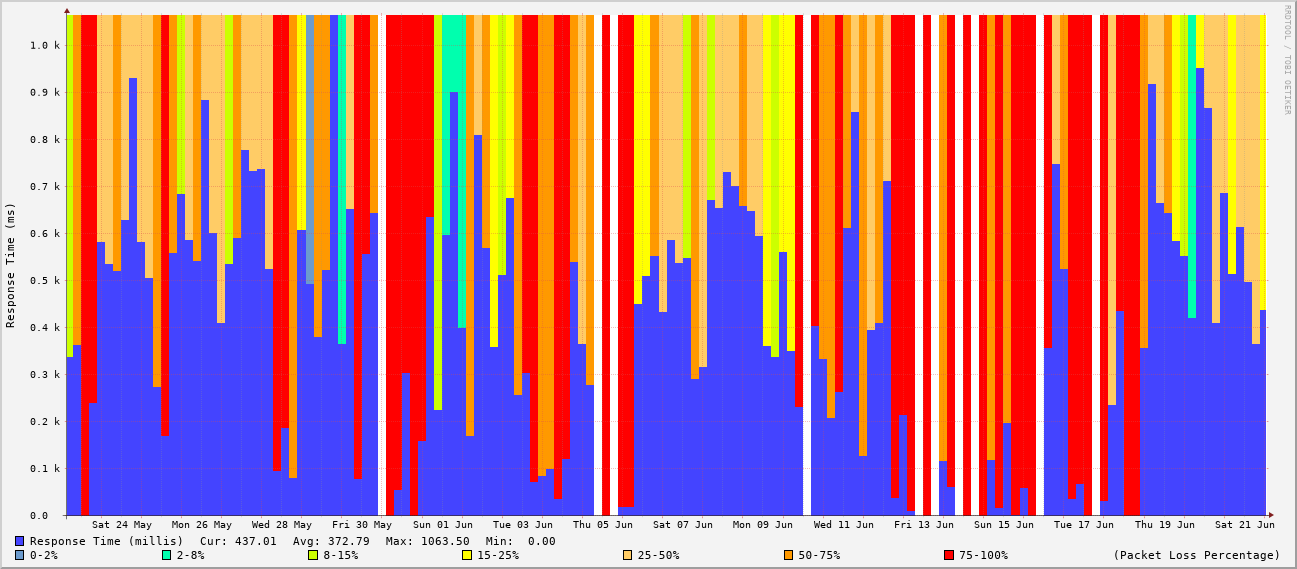 RRDTOOL / TOBI OETIKER
Response Time (ms)
1.0 k
0.9 k
0.8 k
0.7 k
0.6 k
0.5 k
0.4 k
0.3 k
0.2 k
0.1 k
0.0
Sat 24 May Mon 26 May Wed 28 May Fri 30 May Sun 01 Jun Tue 03 Jun Thu 05 Jun Sat 07 Jun Mon 09 Jun Wed 11 Jun Fri 13 Jun Sun 15 Jun Tue 17 Jun Thu 19 Jun Sat 21 Jun
Response Time (millis) Cur: 437.01 Avg: 372.79 Max: 1063.50 Min: 0.00
0-2% 2-8% 8-15% 15-25% 25-50% 50-75% 75-100% (Packet Loss Percentage)